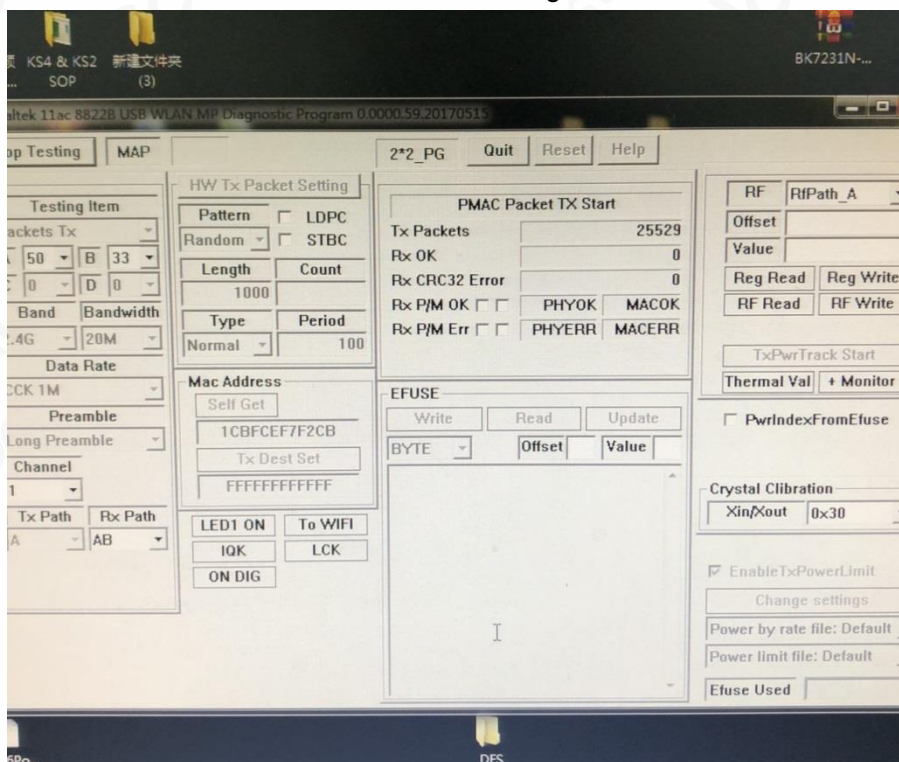 KS4 & KS2
SOP
新建文件夹
(3)
BK7231N-...
altek 11ac 8822B USB WLAN MP Diagnostic Program 0.0000.59.20170515
op Testing MAP 2*2_PG Quit Reset Help
Testing Item
ackets Tx
50 B 33
0 D 0
Band Bandwidth
.4G 20M
Data Rate
CCK 1M
Preamble
Long Preamble
Channel
1
Tx Path Rx Path
A AB
HW Tx Packet Setting
Pattern LDPC
Random STBC
Length Count
1000
Type Period
Normal 100
Mac Address
Self Get
1CBFCEF7F2CB
Tx Dest Set
FFFFFFFFFFFF
LED1 ON To WIFI
IQK LCK
ON DIG
PMAC Packet TX Start
Tx Packets 25529
Rx OK 0
Rx CRC32 Error 0
Rx P/M OK PHYOK MACOK
Rx P/M Err PHYERR MACERR
EFUSE
Write Read Update
BYTE Offset Value
RF RfPath_A
Offset
Value
Reg Read Reg Write
RF Read RF Write
TxPwrTrack Start
Thermal Val + Monitor
PwrIndexFromEfuse
Crystal Clibration
Xin/Xout 0x30
EnableTxPowerLimit
Change settings
Power by rate file: Default
Power limit file: Default
Efuse Used
DFS